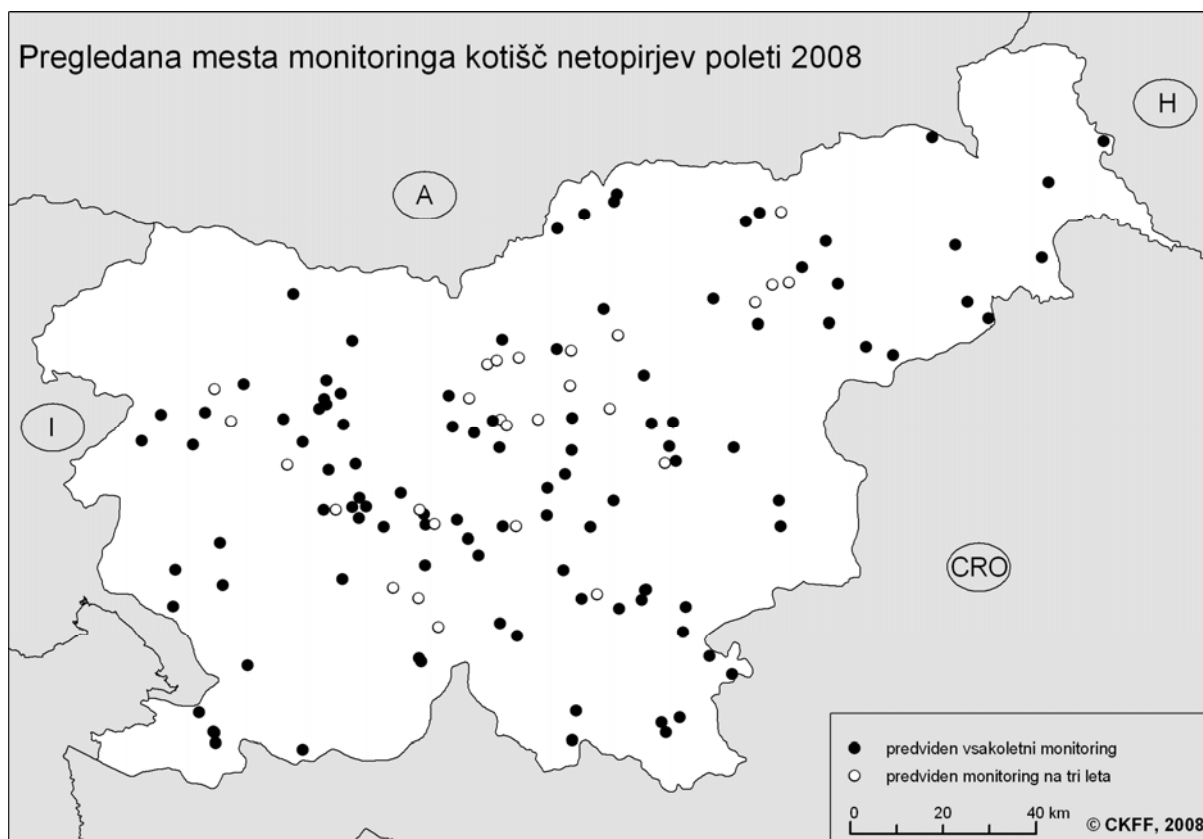 Pregledana mesta monitoringa kotišč netopirjev poleti 2008
H
A
I
CRO
predviden vsakoletni monitoring
predviden monitoring na tri leta
0 20 40 km
© CKFF, 2008